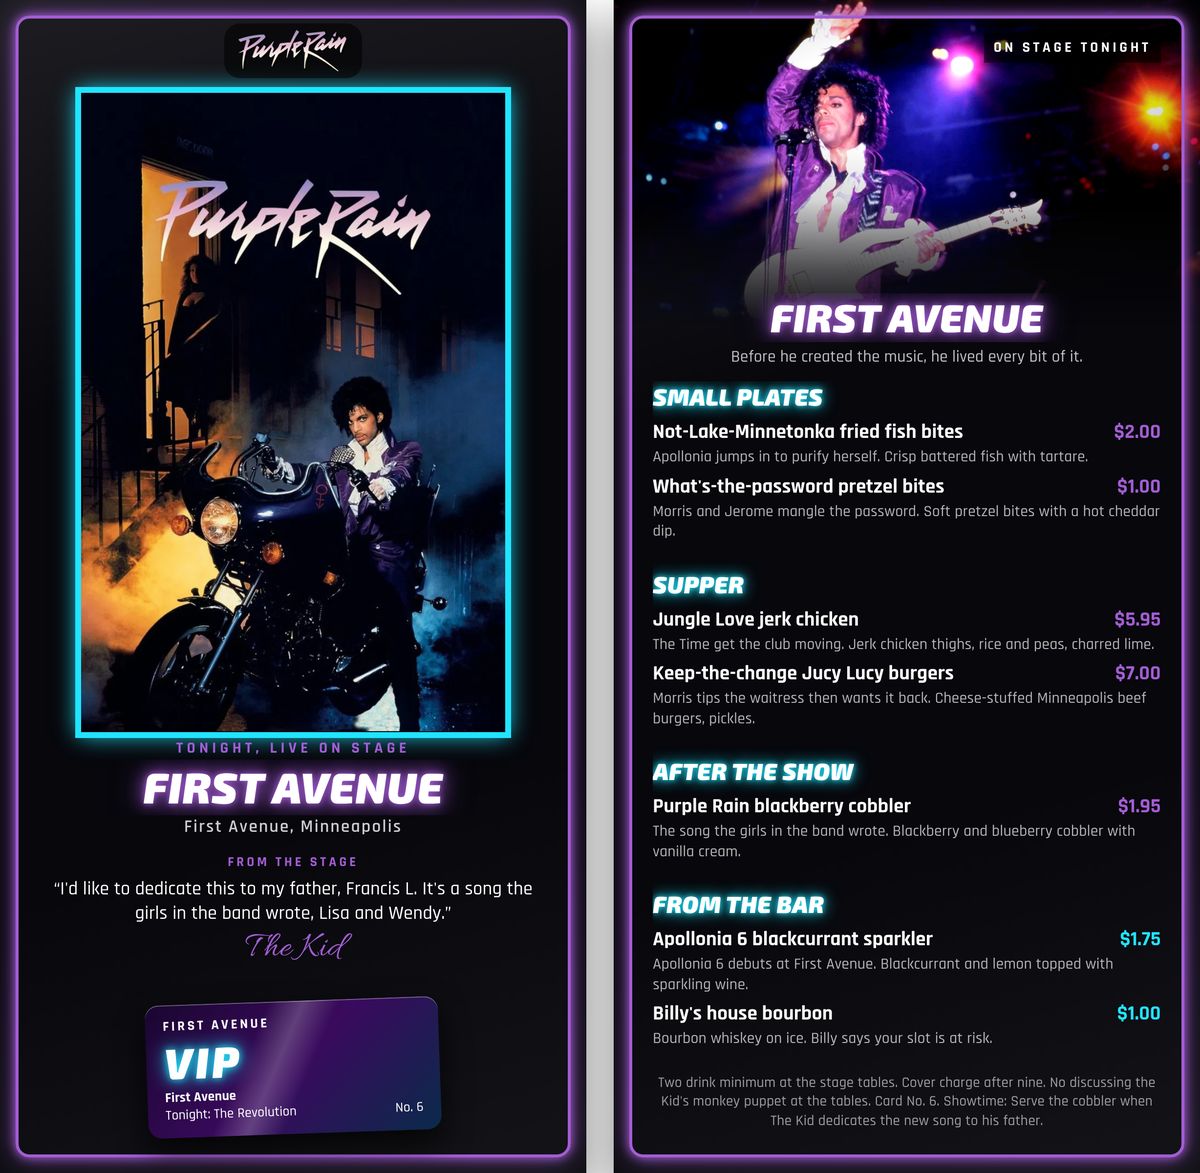 Purple Rain
Purple Rain
TONIGHT, LIVE ON STAGE
FIRST AVENUE
First Avenue, Minneapolis
FROM THE STAGE
“I'd like to dedicate this to my father, Francis L. It's a song the
girls in the band wrote, Lisa and Wendy.”
The Kid
FIRST AVENUE
VIP
First Avenue
Tonight: The Revolution
No. 6
ON STAGE TONIGHT
FIRST AVENUE
Before he created the music, he lived every bit of it.
SMALL PLATES
Not-Lake-Minnetonka fried fish bites $2.00
Apollonia jumps in to purify herself. Crisp battered fish with tartare.
What's-the-password pretzel bites $1.00
Morris and Jerome mangle the password. Soft pretzel bites with a hot cheddar
dip.
SUPPER
Jungle Love jerk chicken $5.95
The Time get the club moving. Jerk chicken thighs, rice and peas, charred lime.
Keep-the-change Jucy Lucy burgers $7.00
Morris tips the waitress then wants it back. Cheese-stuffed Minneapolis beef
burgers, pickles.
AFTER THE SHOW
Purple Rain blackberry cobbler $1.95
The song the girls in the band wrote. Blackberry and blueberry cobbler with
vanilla cream.
FROM THE BAR
Apollonia 6 blackcurrant sparkler $1.75
Apollonia 6 debuts at First Avenue. Blackcurrant and lemon topped with
sparkling wine.
Billy's house bourbon $1.00
Bourbon whiskey on ice. Billy says your slot is at risk.
Two drink minimum at the stage tables. Cover charge after nine. No discussing the
Kid's monkey puppet at the tables. Card No. 6. Showtime: Serve the cobbler when
The Kid dedicates the new song to his father.